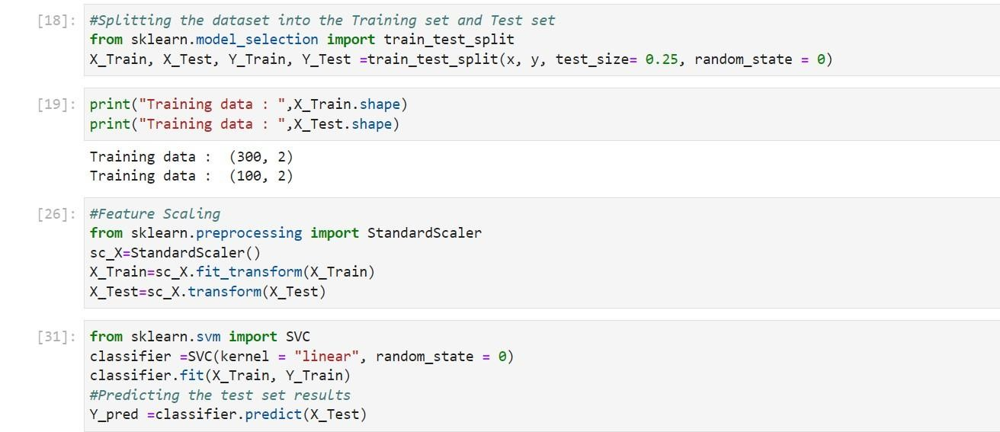 [18]: #Splitting the dataset into the Training set and Test set
from sklearn.model_selection import train_test_split
X_Train, X_Test, Y_Train, Y_Test =train_test_split(x, y, test_size= 0.25, random_state = 0)
[19]: print("Training data : ",X_Train.shape)
print("Training data : ",X_Test.shape)
Training data :  (300, 2)
Training data :  (100, 2)
[26]: #Feature Scaling
from sklearn.preprocessing import StandardScaler
sc_X=StandardScaler()
X_Train=sc_X.fit_transform(X_Train)
X_Test=sc_X.transform(X_Test)
[31]: from sklearn.svm import SVC
classifier =SVC(kernel = "linear", random_state = 0)
classifier.fit(X_Train, Y_Train)
#Predicting the test set results
Y_pred =classifier.predict(X_Test)